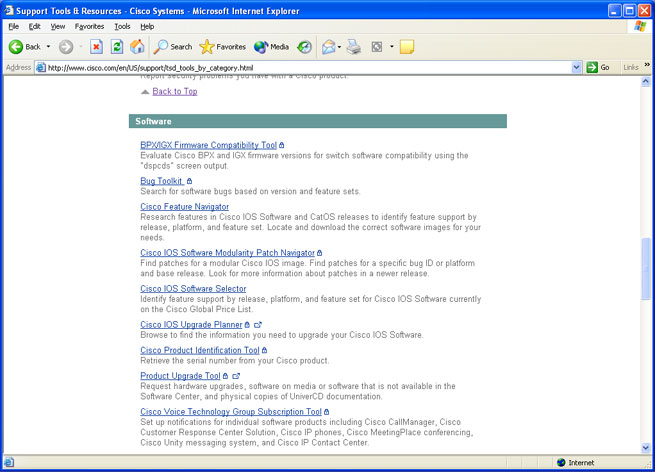 Support Tools & Resources - Cisco Systems - Microsoft Internet Explorer
File Edit View Favorites Tools Help
Back Search Favorites Media
Address http://www.cisco.com/en/US/support/tsd_tools_by_category.html Go Links »
Report security problems you have with a Cisco product.
Back to Top
Software
BPX/IGX Firmware Compatibility Tool
Evaluate Cisco BPX and IGX firmware versions for switch software compatibility using the
"dspcds" screen output.
Bug Toolkit
Search for software bugs based on version and feature sets.
Cisco Feature Navigator
Research features in Cisco IOS Software and CatOS releases to identify feature support by
release, platform, and feature set. Locate and download the correct software images for your
needs.
Cisco IOS Software Modularity Patch Navigator
Find patches for a modular Cisco IOS image. Find patches for a specific bug ID or platform
and base release. Look for more information about patches in a newer release.
Cisco IOS Software Selector
Identify feature support by release, platform, and feature set for Cisco IOS Software currently
on the Cisco Global Price List.
Cisco IOS Upgrade Planner
Browse to find the information you need to upgrade your Cisco IOS Software.
Cisco Product Identification Tool
Retrieve the serial number from your Cisco product.
Product Upgrade Tool
Request hardware upgrades, software on media or software that is not available in the
Software Center, and physical copies of UniverCD documentation.
Cisco Voice Technology Group Subscription Tool
Set up notifications for individual software products including Cisco CallManager, Cisco
Customer Response Center Solution, Cisco IP phones, Cisco MeetingPlace conferencing,
Cisco Unity messaging system, and Cisco IP Contact Center.
Internet